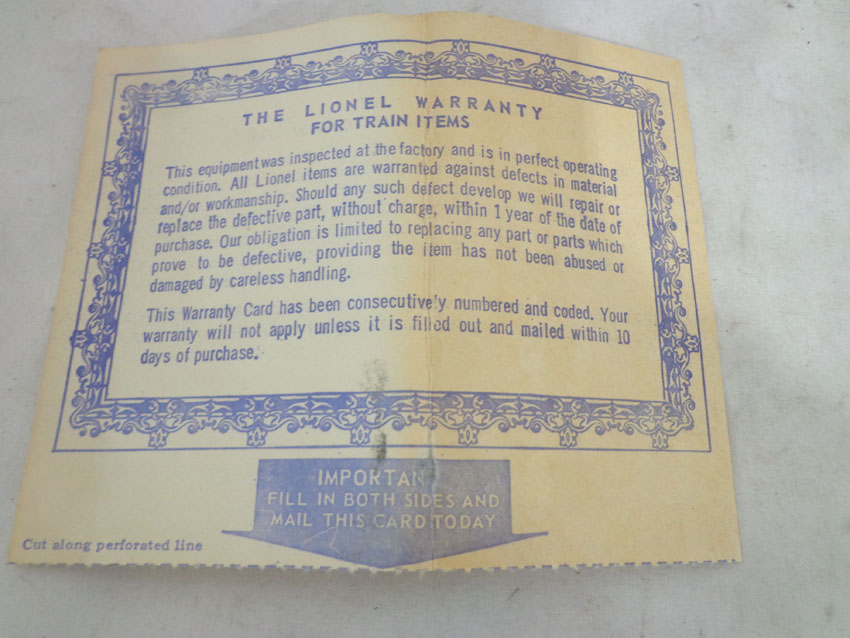 THE LIONEL WARRANTY
FOR TRAIN ITEMS
This equipment was inspected at the factory and is in perfect operating
condition. All Lionel items are warranted against defects in material
and/or workmanship. Should any such defect develop we will repair or
replace the defective part, without charge, within 1 year of the date of
purchase. Our obligation is limited to replacing any part or parts which
prove to be defective, providing the item has not been abused or
damaged by careless handling.
This Warranty Card has been consecutively numbered and coded. Your
warranty will not apply unless it is filled out and mailed within 10
days of purchase.
IMPORTAN
FILL IN BOTH SIDES AND
MAIL THIS CARD TODAY
Cut along perforated line